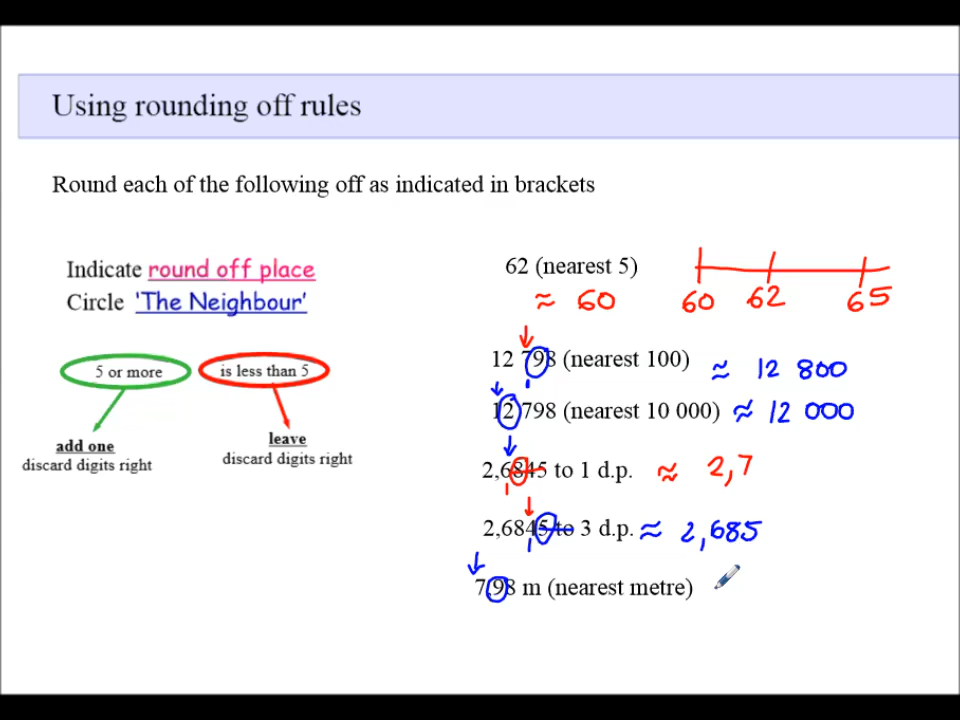 Using rounding off rules
Round each of the following off as indicated in brackets
Indicate round off place
Circle 'The Neighbour'
5 or more
is less than 5
add one
discard digits right
leave
discard digits right
62 (nearest 5)
≈ 60
60 62 65
12 798 (nearest 100) ≈ 12 800
12 798 (nearest 10 000) ≈ 12 000
2,6845 to 1 d.p. ≈ 2,7
2,6845 to 3 d.p. ≈ 2,685
7,98 m (nearest metre)